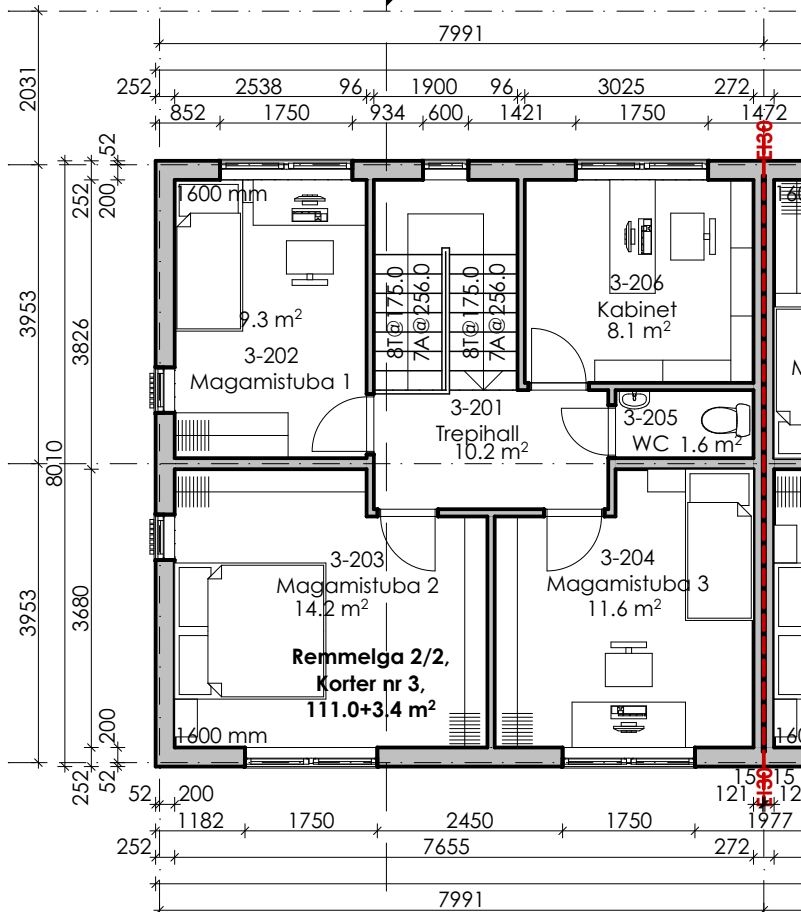 7991
252 2538 96 1900 96 3025 272
852 1750 934 600 1421 1750 1472
2031
52
252
200
EI30
1600 mm
160
3953
3826
8010
9.3 m²
3-202
Magamistuba 1
8T@175.0
7A@256.0
8T@175.0
7A@256.0
3-206
Kabinet
8.1 m²
3-201
Trepihall
10.2 m²
3-205
WC 1.6 m²
M
3953
3680
3-203
Magamistuba 2
14.2 m²
3-204
Magamistuba 3
11.6 m²
Remmelga 2/2,
Korter nr 3,
111.0+3.4 m²
1600 mm
160
200
252
52
EI30
15 15
121 12
52 200
1182 1750 2450 1750 1977
252 7655 272
7991